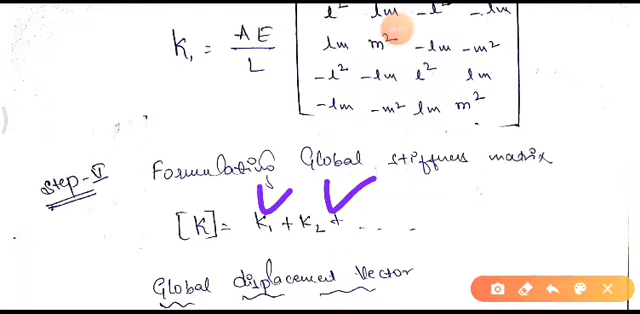 l² lm -l² -lm
K₁ = AE/L lm m² -lm -m²
-l² -lm l² lm
-lm -m² lm m²
Step-V Formulating Global stiffness matrix
[K] = K₁ + K₂ + . . . .
Global displacement Vector